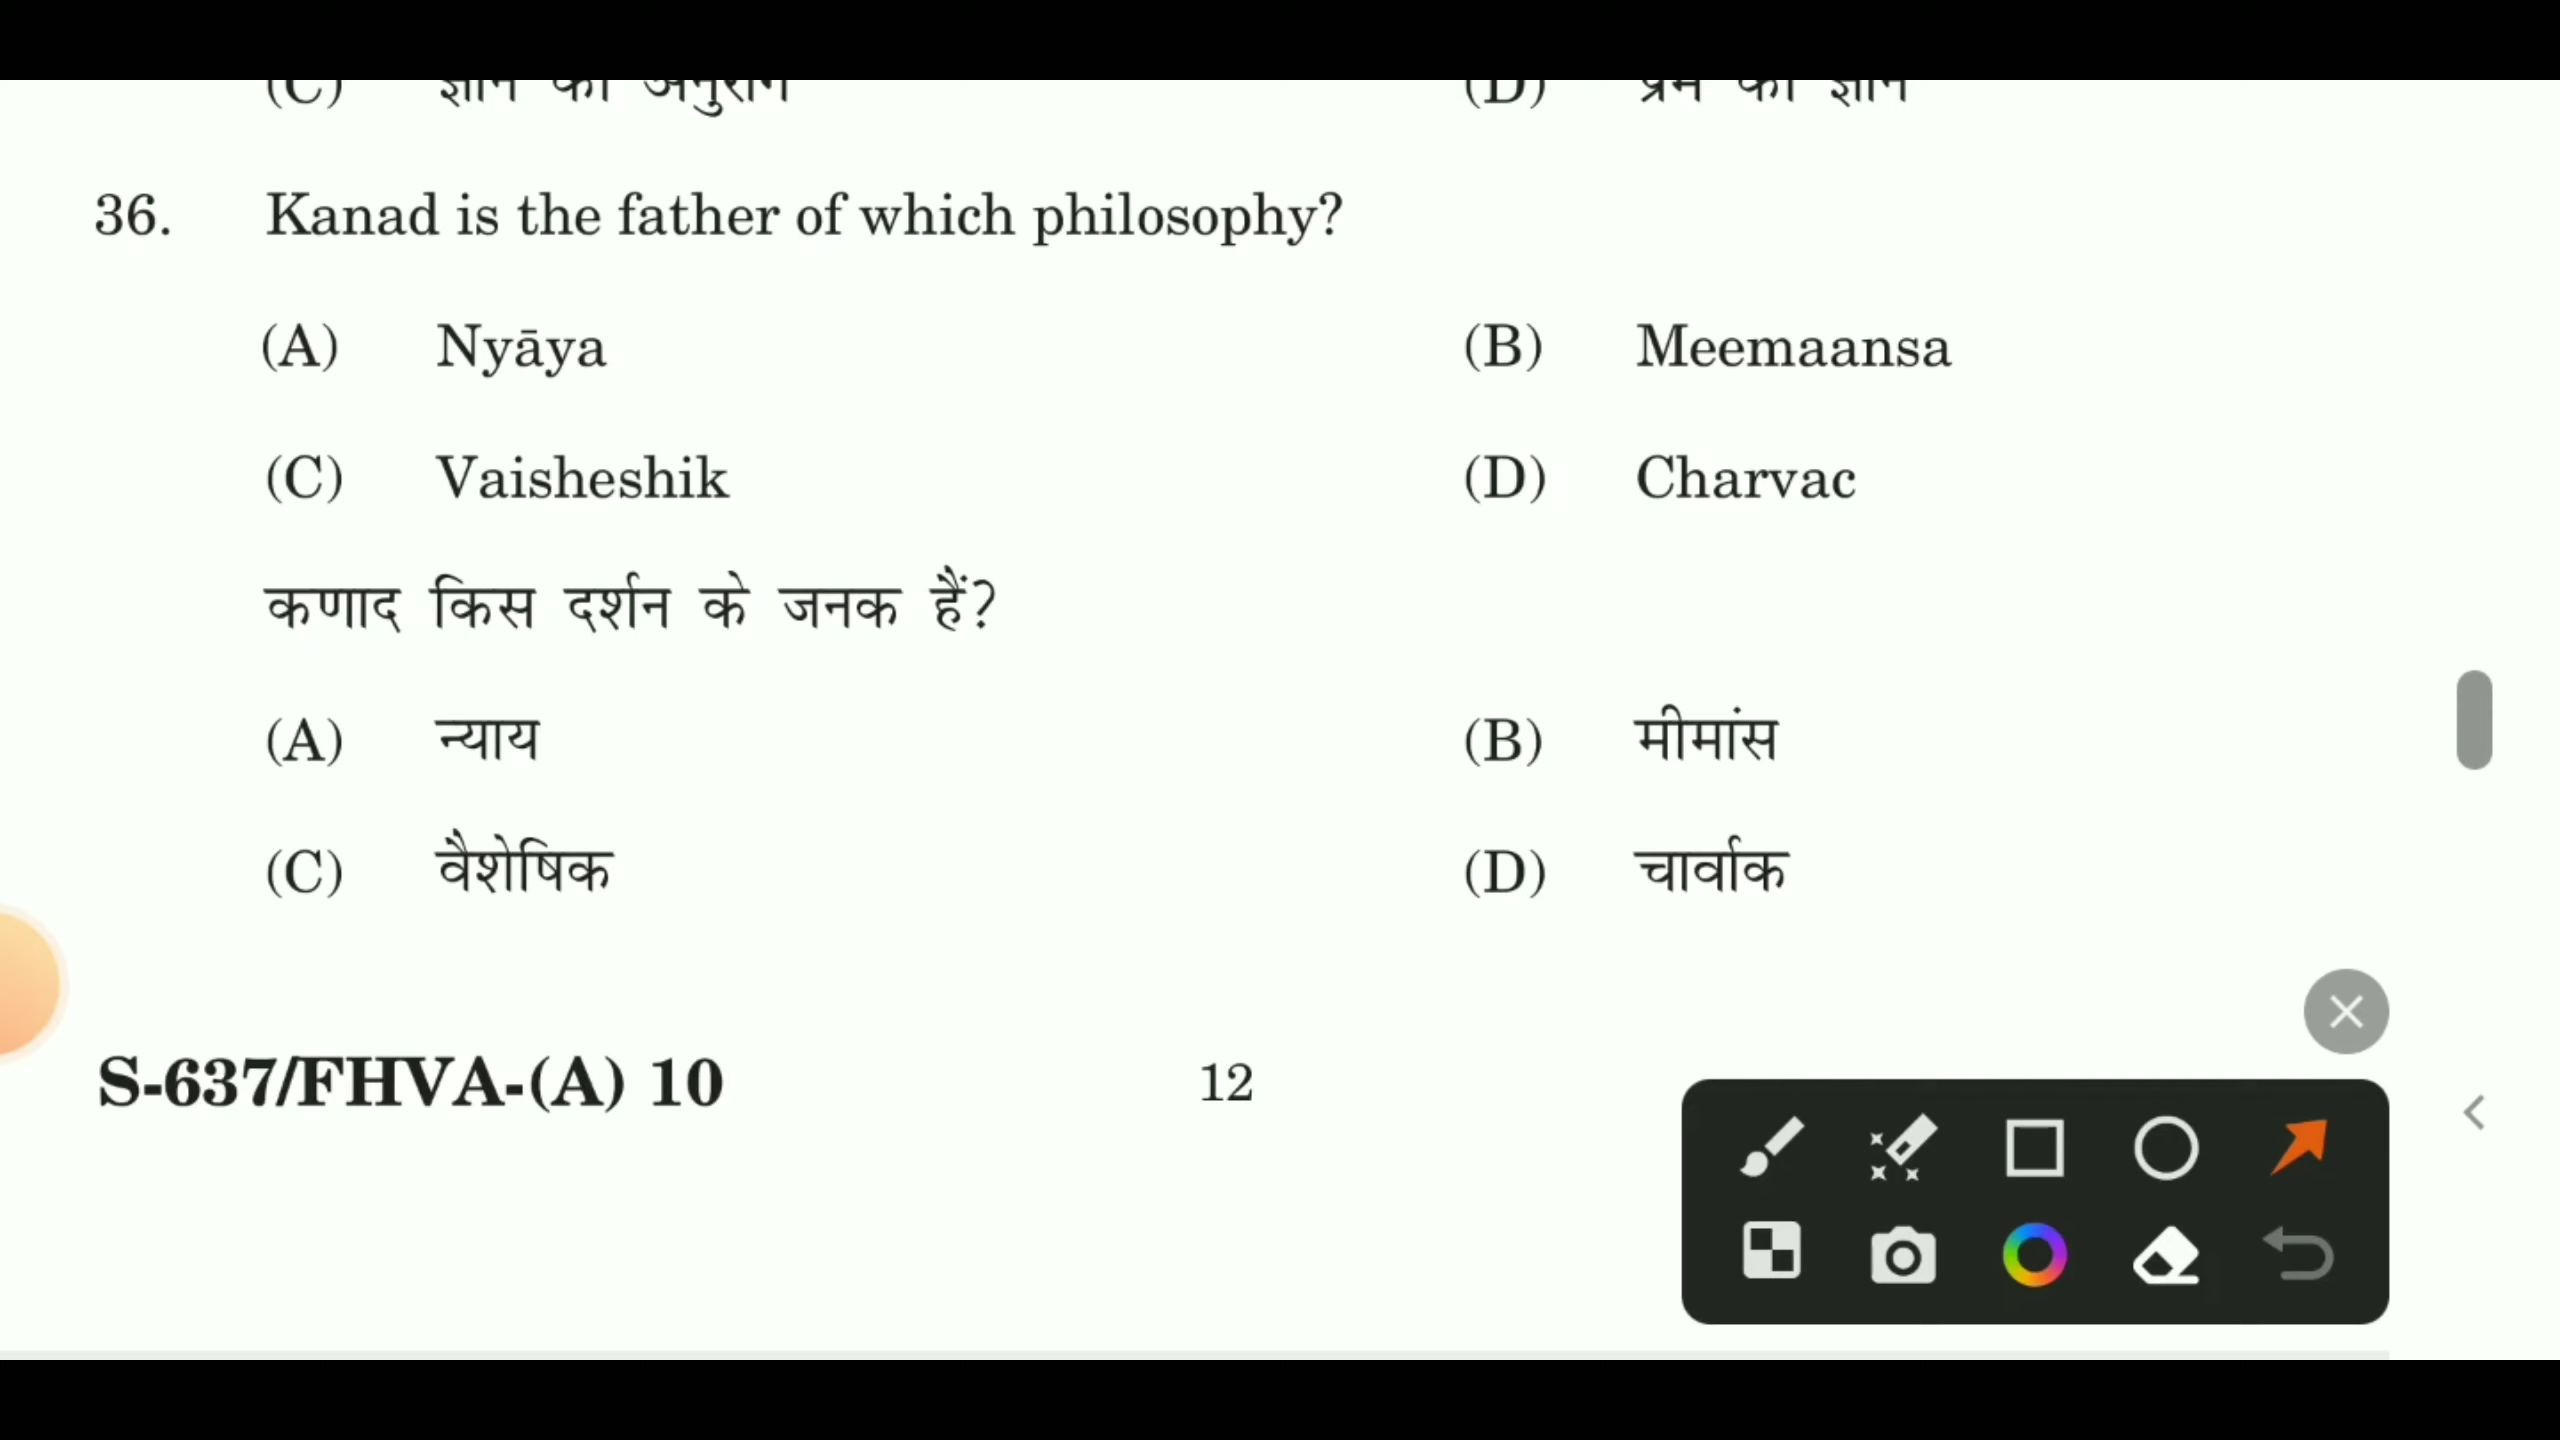 (C) ज्ञान का अनुराग (D) प्रेम का ज्ञान
36. Kanad is the father of which philosophy?
(A) Nyāya (B) Meemaansa
(C) Vaisheshik (D) Charvac
कणाद किस दर्शन के जनक हैं?
(A) न्याय (B) मीमांस
(C) वैशेषिक (D) चार्वाक
S-637/FHVA-(A) 10 12